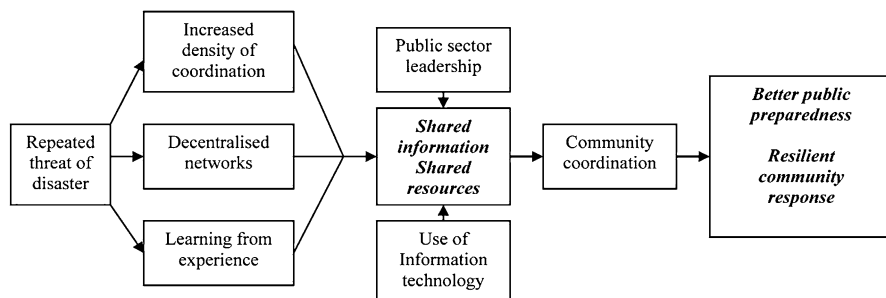 Repeated
threat of
disaster
Increased
density of
coordination
Decentralised
networks
Learning from
experience
Public sector
leadership
Shared
information
Shared
resources
Use of
Information
technology
Community
coordination
Better public
preparedness
Resilient
community
response